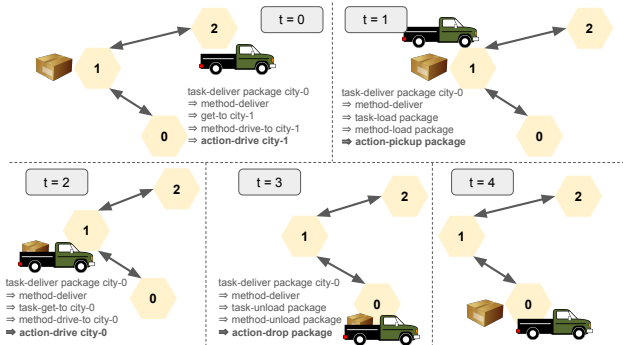 t = 0
2
1
0
task-deliver package city-0
⇒ method-deliver
⇒ get-to city-1
⇒ method-drive-to city-1
⇒ action-drive city-1
t = 1
2
1
0
task-deliver package city-0
⇒ method-deliver
⇒ task-load package
⇒ method-load package
⇒ action-pickup package
t = 2
2
1
0
task-deliver package city-0
⇒ method-deliver
⇒ task-get-to city-0
⇒ method-drive-to city-0
⇒ action-drive city-0
t = 3
2
1
0
task-deliver package city-0
⇒ method-deliver
⇒ task-unload package
⇒ method-unload package
⇒ action-drop package
t = 4
2
1
0